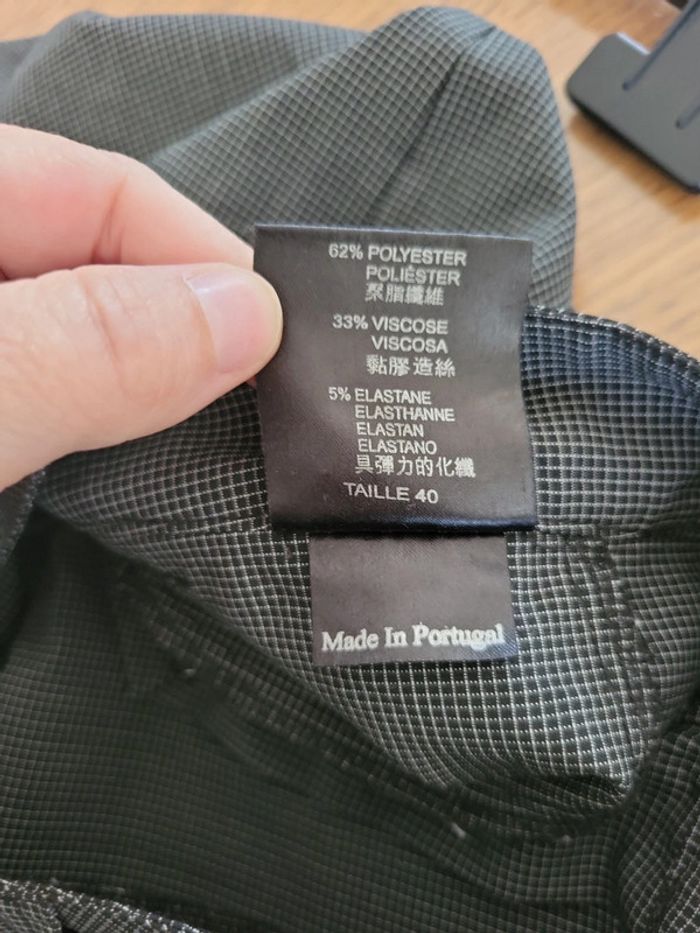 62% POLYESTER
POLIÉSTER
聚脂纖維
33% VISCOSE
VISCOSA
黏膠造絲
5% ELASTANE
ELASTHANNE
ELASTAN
ELASTANO
具彈力的化纖
TAILLE 40
Made In Portugal